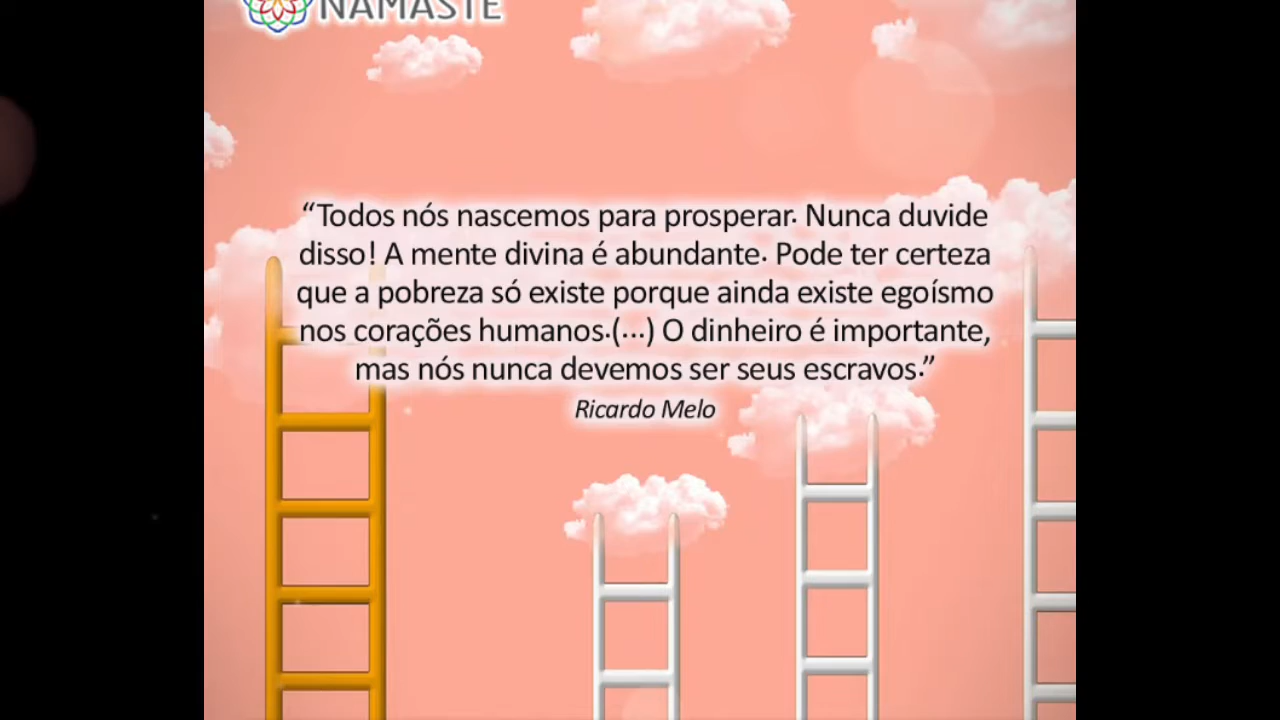 NAMASTE
“Todos nós nascemos para prosperar. Nunca duvide
disso! A mente divina é abundante. Pode ter certeza
que a pobreza só existe porque ainda existe egoísmo
nos corações humanos.(...) O dinheiro é importante,
mas nós nunca devemos ser seus escravos.”
Ricardo Melo